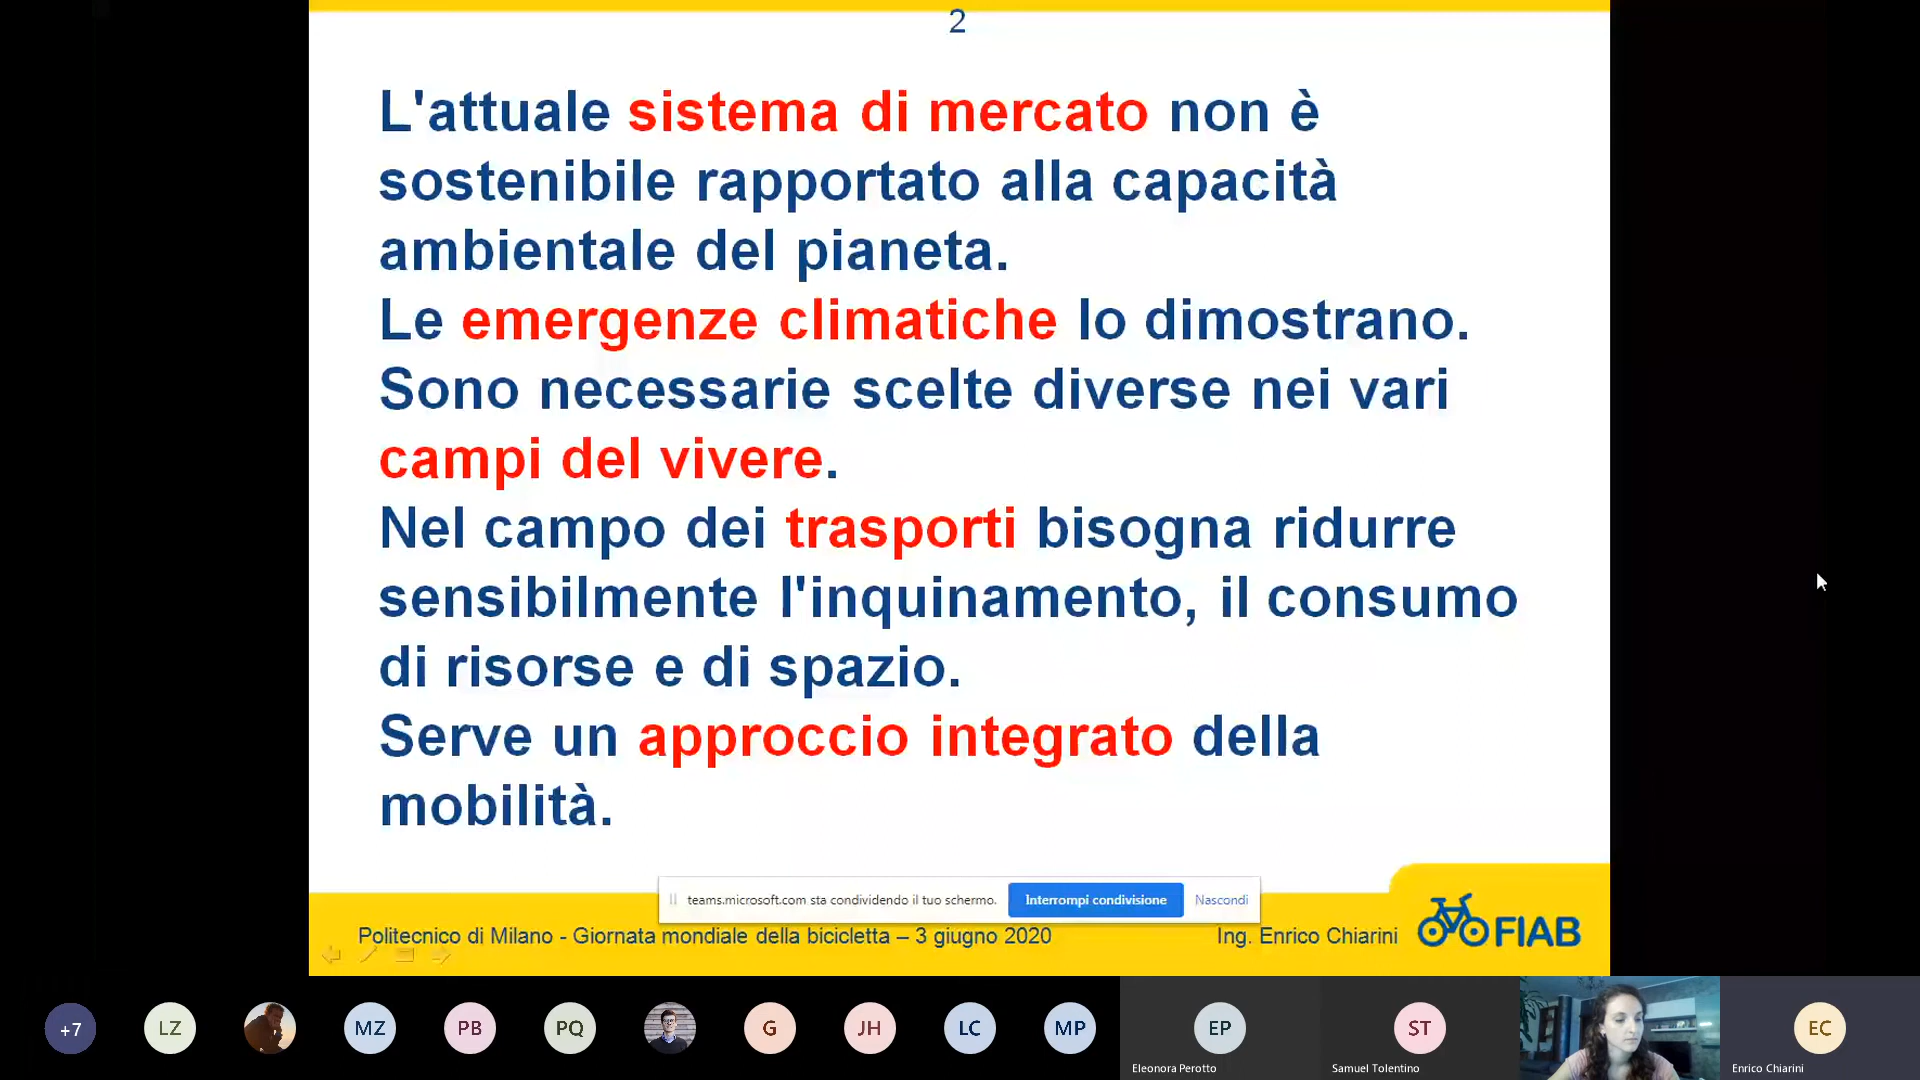 2
L'attuale sistema di mercato non è
sostenibile rapportato alla capacità
ambientale del pianeta.
Le emergenze climatiche lo dimostrano.
Sono necessarie scelte diverse nei vari
campi del vivere.
Nel campo dei trasporti bisogna ridurre
sensibilmente l'inquinamento, il consumo
di risorse e di spazio.
Serve un approccio integrato della
mobilità.
teams.microsoft.com sta condividendo il tuo schermo.
Interrompi condivisione
Nascondi
Politecnico di Milano - Giornata mondiale della bicicletta – 3 giugno 2020
Ing. Enrico Chiarini
FIAB
+7
LZ
MZ
PB
PQ
G
JH
LC
MP
EP
ST
EC
Eleonora Perotto
Samuel Tolentino
Enrico Chiarini